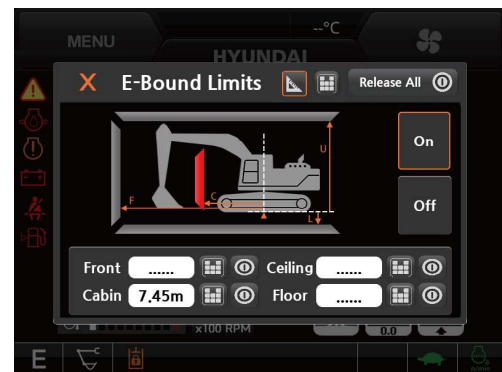 --°C
MENU
HYUNDAI
X E-Bound Limits Release All
U
On
F C
L
Off
Front ...... Ceiling ......
Cabin 7.45m Floor ......
x100 RPM 0.0
E